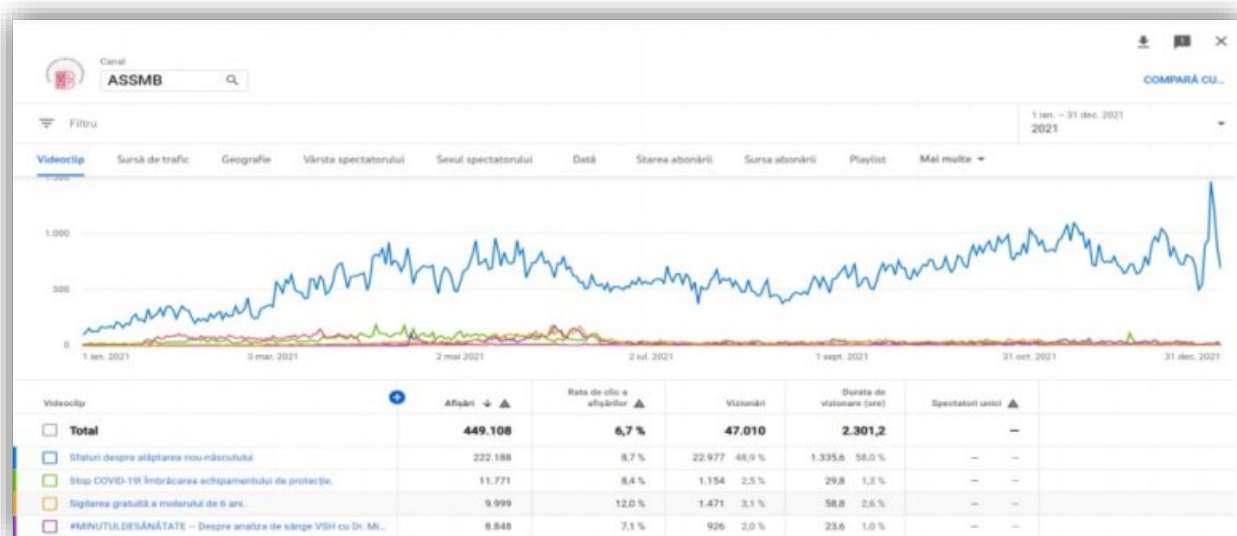 Canal
ASSMB
COMPARĂ CU...
Filtru
1 ian. – 31 dec. 2021
2021
Videoclip Sursă de trafic Geografie Vârsta spectatorului Sexul spectatorului Dată Starea abonării Sursa abonării Playlist Mai multe
1.500
1.000
500
0
1 ian. 2021 3 mar. 2021 2 mai 2021 2 iul. 2021 1 sept. 2021 31 oct. 2021 31 dec. 2021
Videoclip Afișări Rata de clic a afișărilor Vizionări Durata de vizionare (ore) Spectatori unici
Total 449.108 6,7 % 47.010 2.301,2 —
Sfaturi despre alăptarea nou-născutului 222.188 8,7 % 22.977 48,9 % 1.335,6 58,0 % — —
Stop COVID-19! Îmbrăcarea echipamentului de protecție. 11.771 8,4 % 1.154 2,5 % 29,8 1,3 % — —
Sigilarea gratuită a molarului de 6 ani. 9.999 12,0 % 1.471 3,1 % 58,8 2,6 % — —
#MINUTULDESĂNĂTATE – Despre analiza de sânge VSH cu Dr. Mi... 8.848 7,1 % 926 2,0 % 23,6 1,0 % — —